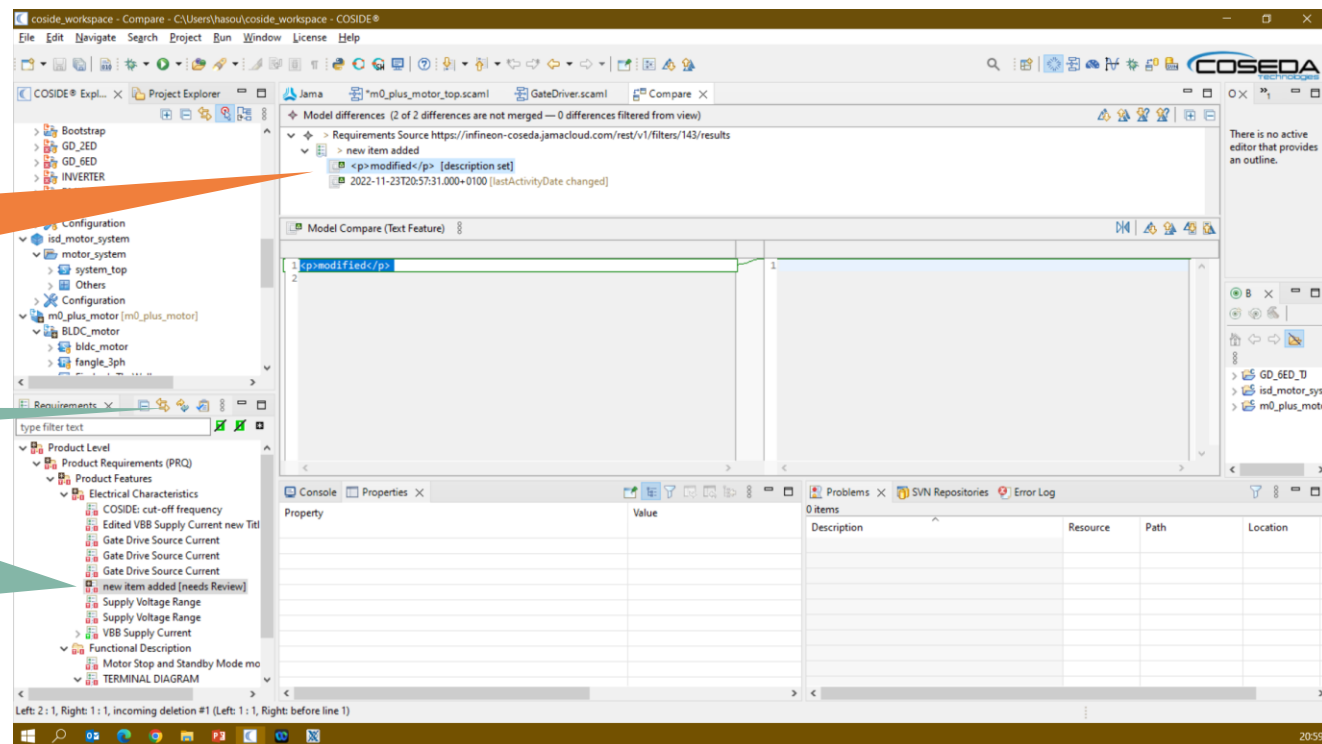 coside_workspace - Compare - C:\Users\hasou\coside_workspace - COSIDE®
File Edit Navigate Search Project Run Window License Help
COSEDA
Technologies
COSIDE® Expl... Project Explorer
Bootstrap
GD_2ED
GD_6ED
INVERTER
Configuration
isd_motor_system
motor_system
system_top
Others
Configuration
m0_plus_motor [m0_plus_motor]
BLDC_motor
bldc_motor
fangle_3ph
Jama *m0_plus_motor_top.scaml GateDriver.scaml Compare
Model differences (2 of 2 differences are not merged — 0 differences filtered from view)
> Requirements Source https://infineon-coseda.jamacloud.com/rest/v1/filters/143/results
> new item added
<p>modified</p> [description set]
2022-11-23T20:57:31.000+0100 [lastActivityDate changed]
Model Compare (Text Feature)
1 <p>modified</p> 1
2
There is no active
editor that provides
an outline.
B
GD_6ED_TJ
isd_motor_sys
m0_plus_moto
Requirements
type filter text
Product Level
Product Requirements (PRQ)
Product Features
Electrical Characteristics
COSIDE: cut-off frequency
Edited VBB Supply Current new Titl
Gate Drive Source Current
Gate Drive Source Current
Gate Drive Source Current
new item added [needs Review]
Supply Voltage Range
Supply Voltage Range
VBB Supply Current
Functional Description
Motor Stop and Standby Mode mo
TERMINAL DIAGRAM
Console Properties
Property Value
Problems SVN Repositories Error Log
0 items
Description Resource Path Location
Left: 2 : 1, Right: 1 : 1, incoming deletion #1 (Left: 1 : 1, Right: before line 1)
20:59